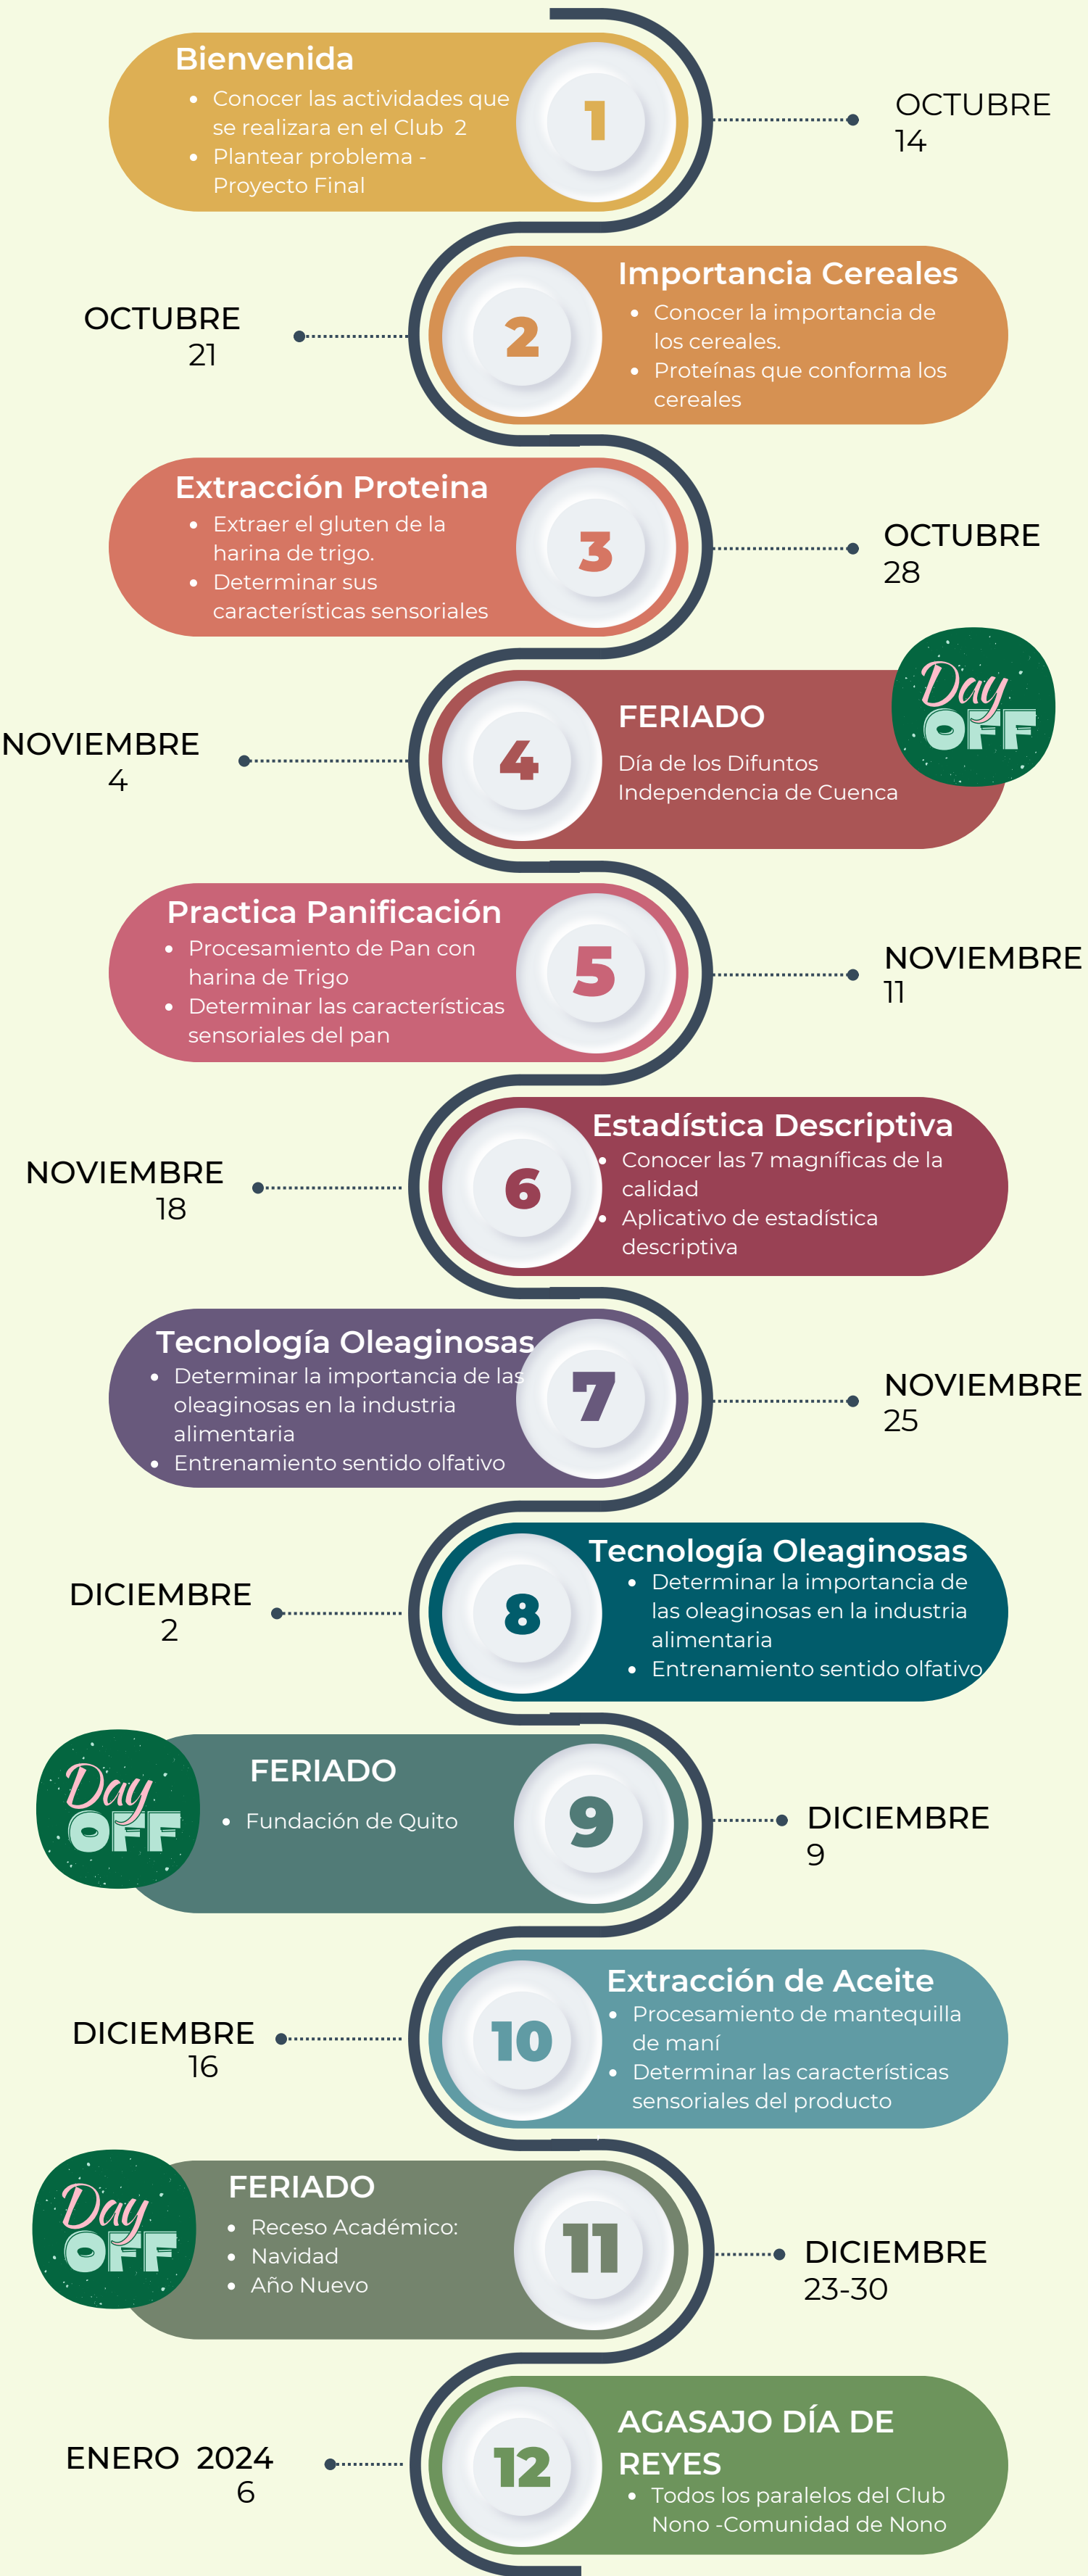 Bienvenida
• Conocer las actividades que
se realizara en el Club 2
• Plantear problema -
Proyecto Final
1
OCTUBRE
14
OCTUBRE
21
2
Importancia Cereales
• Conocer la importancia de
los cereales.
• Proteínas que conforma los
cereales
Extracción Proteina
• Extraer el gluten de la
harina de trigo.
• Determinar sus
características sensoriales
3
OCTUBRE
28
NOVIEMBRE
4
4
FERIADO
Día de los Difuntos
Independencia de Cuenca
Day
OFF
Practica Panificación
• Procesamiento de Pan con
harina de Trigo
• Determinar las características
sensoriales del pan
5
NOVIEMBRE
11
NOVIEMBRE
18
6
Estadística Descriptiva
• Conocer las 7 magníficas de la
calidad
• Aplicativo de estadística
descriptiva
Tecnología Oleaginosas
• Determinar la importancia de las
oleaginosas en la industria
alimentaria
• Entrenamiento sentido olfativo
7
NOVIEMBRE
25
DICIEMBRE
2
8
Tecnología Oleaginosas
• Determinar la importancia de
las oleaginosas en la industria
alimentaria
• Entrenamiento sentido olfativo
Day
OFF
FERIADO
• Fundación de Quito
9
DICIEMBRE
9
DICIEMBRE
16
10
Extracción de Aceite
• Procesamiento de mantequilla
de maní
• Determinar las características
sensoriales del producto
Day
OFF
FERIADO
• Receso Académico:
• Navidad
• Año Nuevo
11
DICIEMBRE
23-30
ENERO 2024
6
12
AGASAJO DÍA DE
REYES
• Todos los paralelos del Club
Nono -Comunidad de Nono